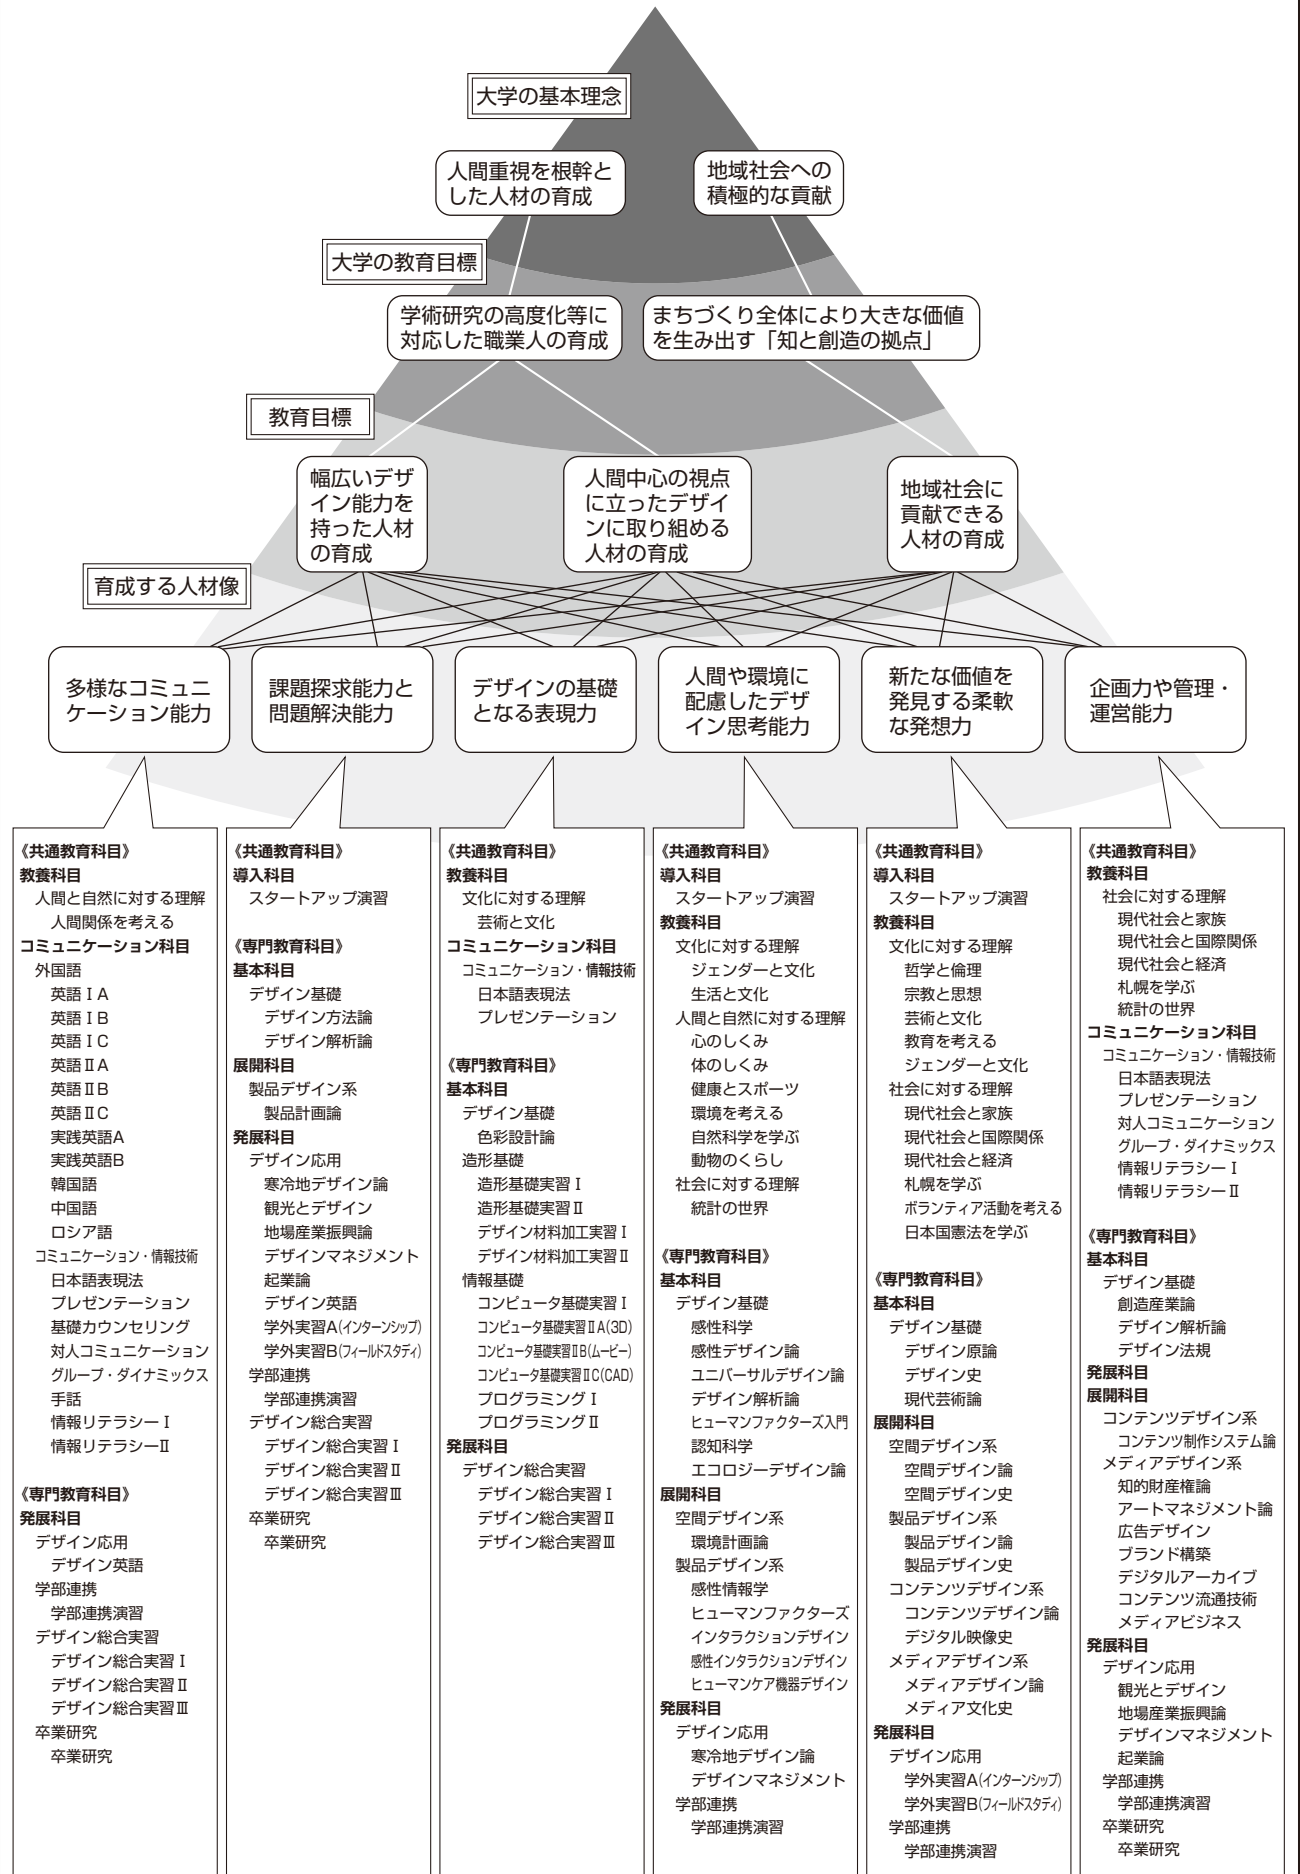 大学の基本理念
人間重視を根幹と
した人材の育成
地域社会への
積極的な貢献
大学の教育目標
学術研究の高度化等に
対応した職業人の育成
まちづくり全体により大きな価値
を生み出す「知と創造の拠点」
教育目標
幅広いデザ
イン能力を
持った人材
の育成
人間中心の視点
に立ったデザイ
ンに取り組める
人材の育成
地域社会に
貢献できる
人材の育成
育成する人材像
多様なコミュニ
ケーション能力
課題探求能力と
問題解決能力
デザインの基礎
となる表現力
人間や環境に
配慮したデザ
イン思考能力
新たな価値を
発見する柔軟
な発想力
企画力や管理・
運営能力
《共通教育科目》
教養科目
人間と自然に対する理解
人間関係を考える
コミュニケーション科目
外国語
英語ⅠA
英語ⅠB
英語ⅠC
英語ⅡA
英語ⅡB
英語ⅡC
実践英語A
実践英語B
韓国語
中国語
ロシア語
コミュニケーション・情報技術
日本語表現法
プレゼンテーション
基礎カウンセリング
対人コミュニケーション
グループ・ダイナミックス
手話
情報リテラシーⅠ
情報リテラシーⅡ
《専門教育科目》
発展科目
デザイン応用
デザイン英語
学部連携
学部連携演習
デザイン総合実習
デザイン総合実習Ⅰ
デザイン総合実習Ⅱ
デザイン総合実習Ⅲ
卒業研究
卒業研究
《共通教育科目》
導入科目
スタートアップ演習
《専門教育科目》
基本科目
デザイン基礎
デザイン方法論
デザイン解析論
展開科目
製品デザイン系
製品計画論
発展科目
デザイン応用
寒冷地デザイン論
観光とデザイン
地場産業振興論
デザインマネジメント
起業論
デザイン英語
学外実習A(インターンシップ)
学外実習B(フィールドスタディ)
学部連携
学部連携演習
デザイン総合実習
デザイン総合実習Ⅰ
デザイン総合実習Ⅱ
デザイン総合実習Ⅲ
卒業研究
卒業研究
《共通教育科目》
教養科目
文化に対する理解
芸術と文化
コミュニケーション科目
コミュニケーション・情報技術
日本語表現法
プレゼンテーション
《専門教育科目》
基本科目
デザイン基礎
色彩設計論
造形基礎
造形基礎実習Ⅰ
造形基礎実習Ⅱ
デザイン材料加工実習Ⅰ
デザイン材料加工実習Ⅱ
情報基礎
コンピュータ基礎実習Ⅰ
コンピュータ基礎実習ⅡA(3D)
コンピュータ基礎実習ⅡB(ムービー)
コンピュータ基礎実習ⅡC(CAD)
プログラミングⅠ
プログラミングⅡ
発展科目
デザイン総合実習
デザイン総合実習Ⅰ
デザイン総合実習Ⅱ
デザイン総合実習Ⅲ
《共通教育科目》
導入科目
スタートアップ演習
教養科目
文化に対する理解
ジェンダーと文化
生活と文化
人間と自然に対する理解
心のしくみ
体のしくみ
健康とスポーツ
環境を考える
自然科学を学ぶ
動物のくらし
社会に対する理解
統計の世界
《専門教育科目》
基本科目
デザイン基礎
感性科学
感性デザイン論
ユニバーサルデザイン論
デザイン解析論
ヒューマンファクターズ入門
認知科学
エコロジーデザイン論
展開科目
空間デザイン系
環境計画論
製品デザイン系
感性情報学
ヒューマンファクターズ
インタラクションデザイン
感性インタラクションデザイン
ヒューマンケア機器デザイン
発展科目
デザイン応用
寒冷地デザイン論
デザインマネジメント
学部連携
学部連携演習
《共通教育科目》
導入科目
スタートアップ演習
教養科目
文化に対する理解
哲学と倫理
宗教と思想
芸術と文化
教育を考える
ジェンダーと文化
社会に対する理解
現代社会と家族
現代社会と国際関係
現代社会と経済
札幌を学ぶ
ボランティア活動を考える
日本国憲法を学ぶ
《専門教育科目》
基本科目
デザイン基礎
デザイン原論
デザイン史
現代芸術論
展開科目
空間デザイン系
空間デザイン論
空間デザイン史
製品デザイン系
製品デザイン論
製品デザイン史
コンテンツデザイン系
コンテンツデザイン論
デジタル映像史
メディアデザイン系
メディアデザイン論
メディア文化史
発展科目
デザイン応用
学外実習A(インターンシップ)
学外実習B(フィールドスタディ)
学部連携
学部連携演習
《共通教育科目》
教養科目
社会に対する理解
現代社会と家族
現代社会と国際関係
現代社会と経済
札幌を学ぶ
統計の世界
コミュニケーション科目
コミュニケーション・情報技術
日本語表現法
プレゼンテーション
対人コミュニケーション
グループ・ダイナミックス
情報リテラシーⅠ
情報リテラシーⅡ
《専門教育科目》
基本科目
デザイン基礎
創造産業論
デザイン解析論
デザイン法規
発展科目
展開科目
コンテンツデザイン系
コンテンツ制作システム論
メディアデザイン系
知的財産権論
アートマネジメント論
広告デザイン
ブランド構築
デジタルアーカイブ
コンテンツ流通技術
メディアビジネス
発展科目
デザイン応用
観光とデザイン
地場産業振興論
デザインマネジメント
起業論
学部連携
学部連携演習
卒業研究
卒業研究